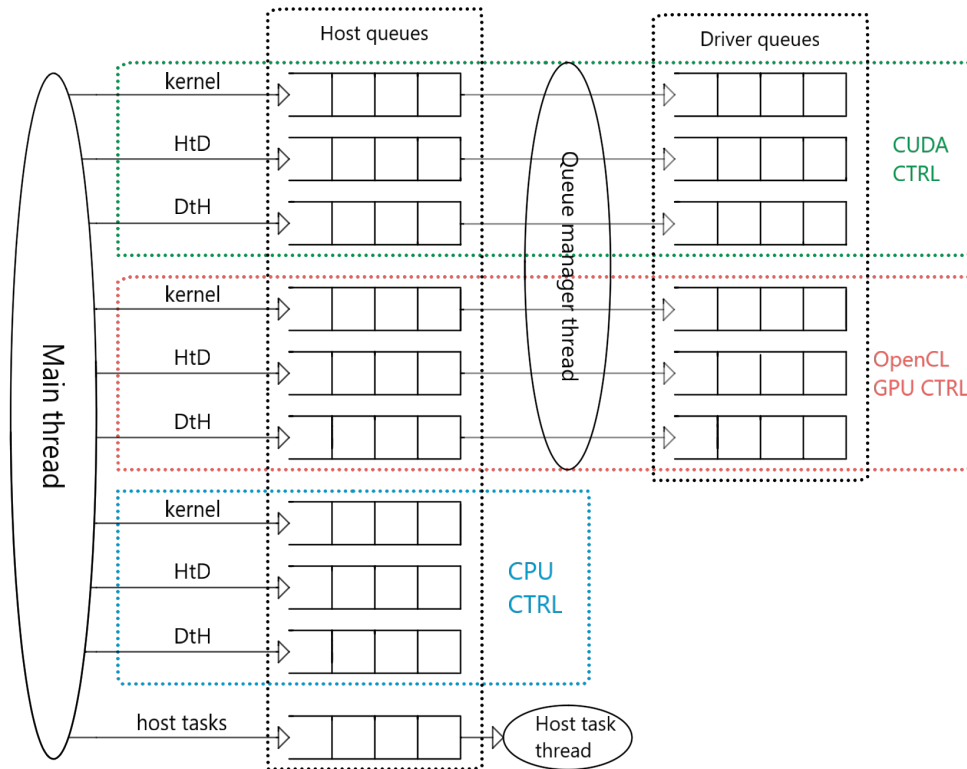 Host queues
Driver queues
kernel
HtD
DtH
CUDA
CTRL
Queue manager thread
kernel
HtD
DtH
OpenCL
GPU CTRL
Main thread
kernel
HtD
DtH
CPU
CTRL
host tasks
Host task
thread